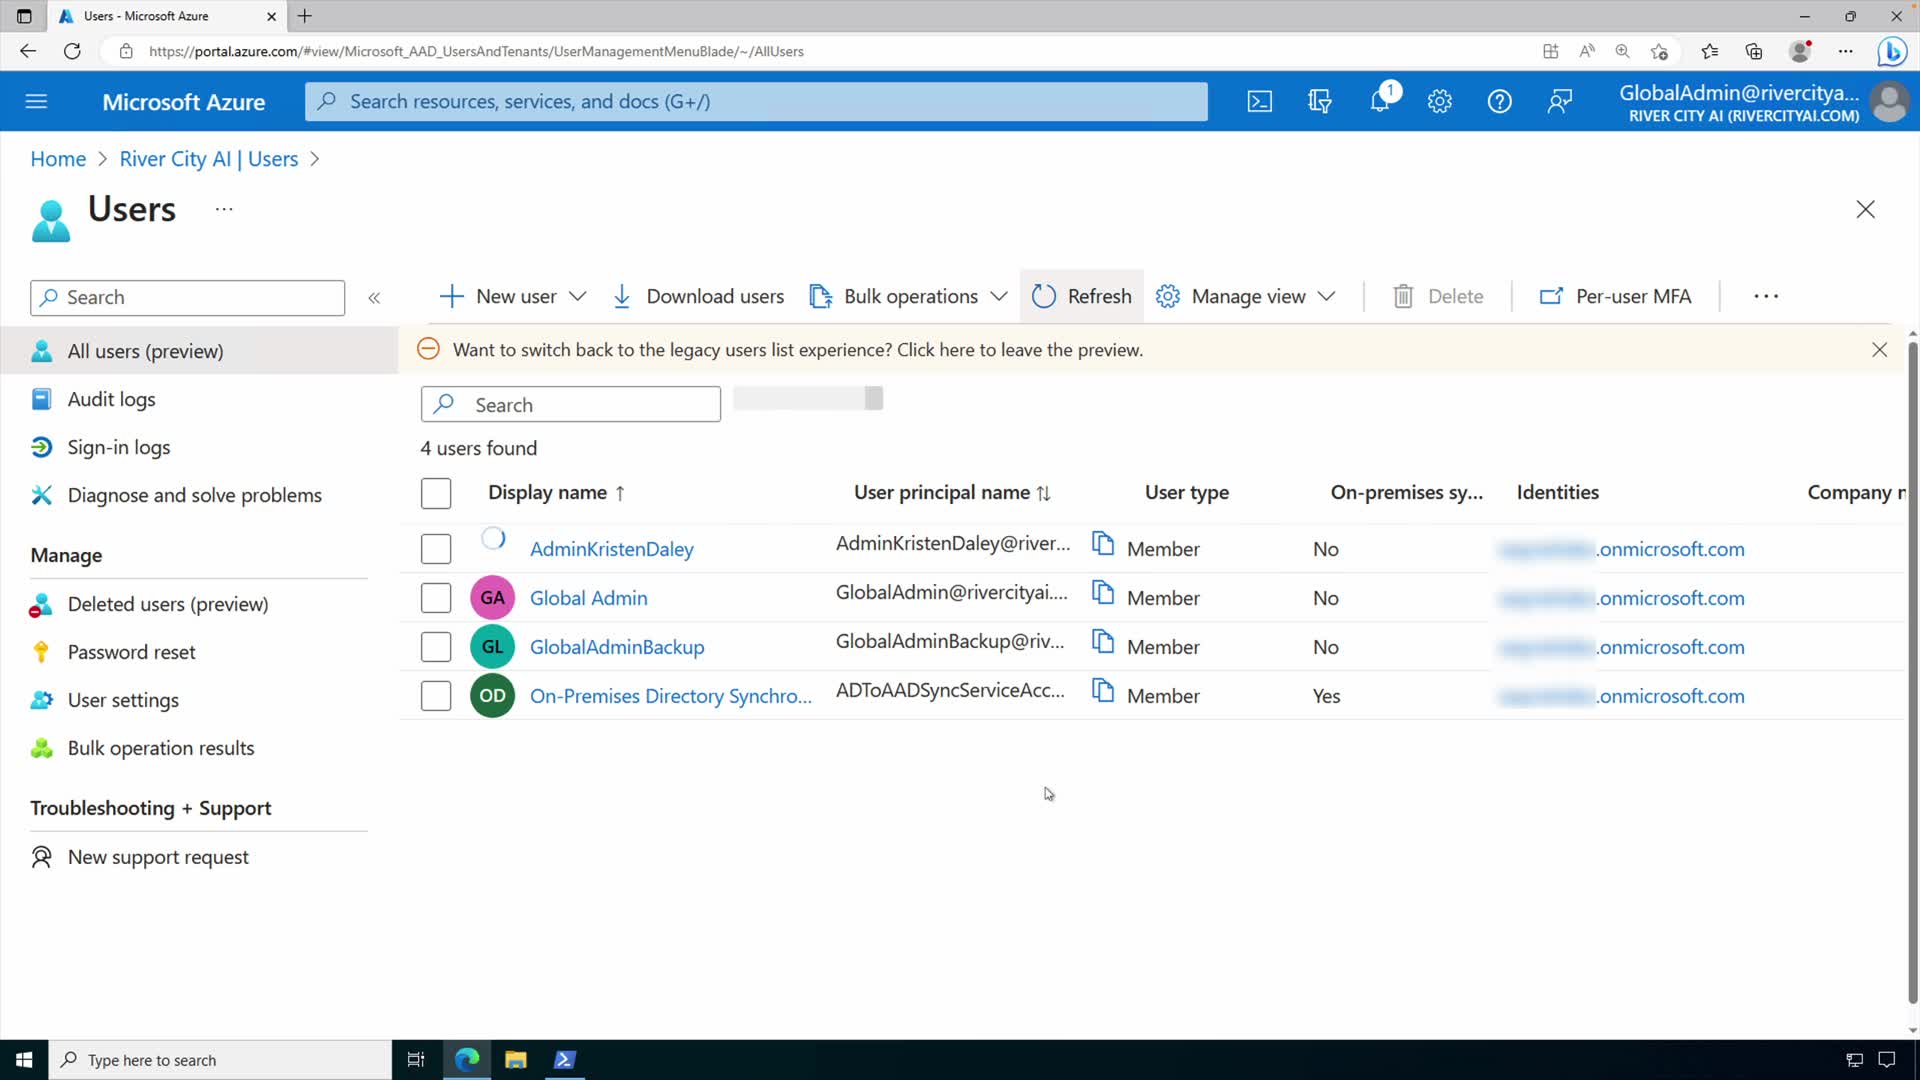 Users - Microsoft Azure
https://portal.azure.com/#view/Microsoft_AAD_UsersAndTenants/UserManagementMenuBlade/~/AllUsers
Microsoft Azure
Search resources, services, and docs (G+/)
1
GlobalAdmin@rivercitya...
RIVER CITY AI (RIVERCITYAI.COM)
Home > River City AI | Users >
Users ...
Search
New user
Download users
Bulk operations
Refresh
Manage view
Delete
Per-user MFA
All users (preview)
Audit logs
Sign-in logs
Diagnose and solve problems
Manage
Deleted users (preview)
Password reset
User settings
Bulk operation results
Troubleshooting + Support
New support request
Want to switch back to the legacy users list experience? Click here to leave the preview.
Search
4 users found
Display name ↑ User principal name ↑↓ User type On-premises sy... Identities Company n
AdminKristenDaley AdminKristenDaley@river... Member No .onmicrosoft.com
GA Global Admin GlobalAdmin@rivercityai.... Member No .onmicrosoft.com
GL GlobalAdminBackup GlobalAdminBackup@riv... Member No .onmicrosoft.com
OD On-Premises Directory Synchro... ADToAADSyncServiceAcc... Member Yes .onmicrosoft.com
Type here to search